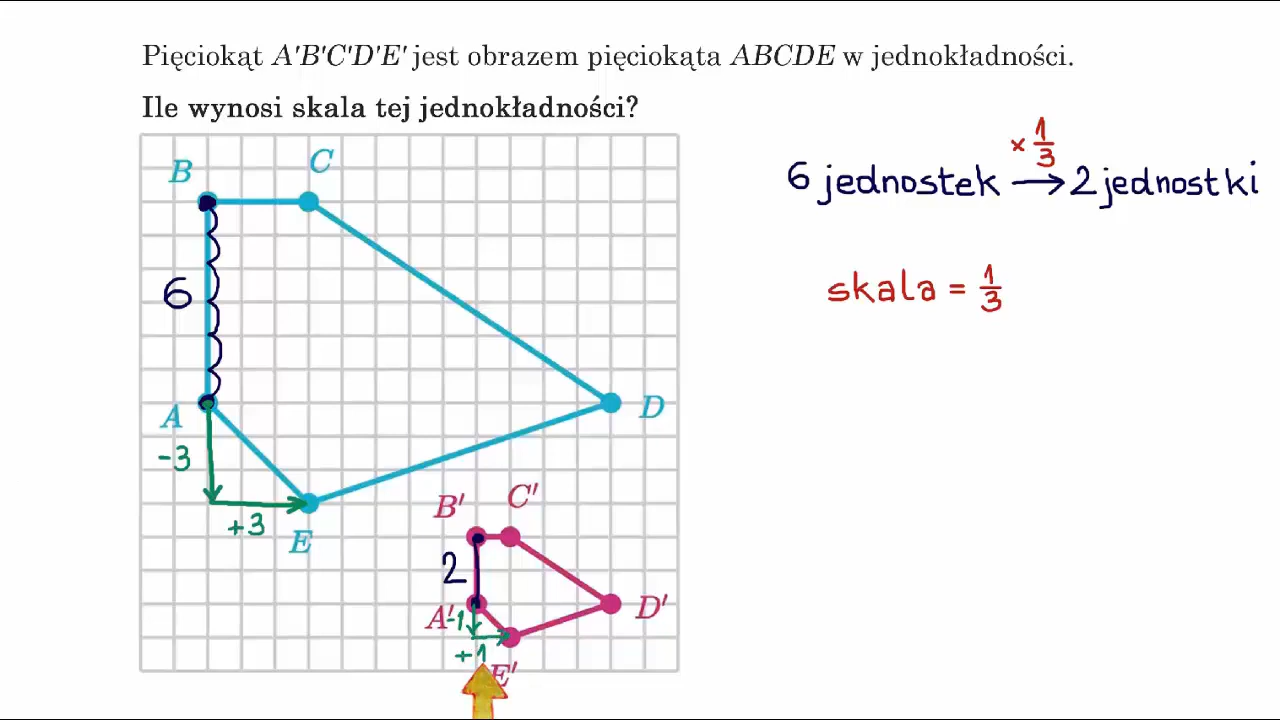 Pięciokąt A'B'C'D'E' jest obrazem pięciokąta ABCDE w jednokładności.
Ile wynosi skala tej jednokładności?
B C
6 jednostek × 1/3 → 2 jednostki
6
skala = 1/3
A D
-3
+3
E
B' C'
2
A' -1 D'
+1
E'